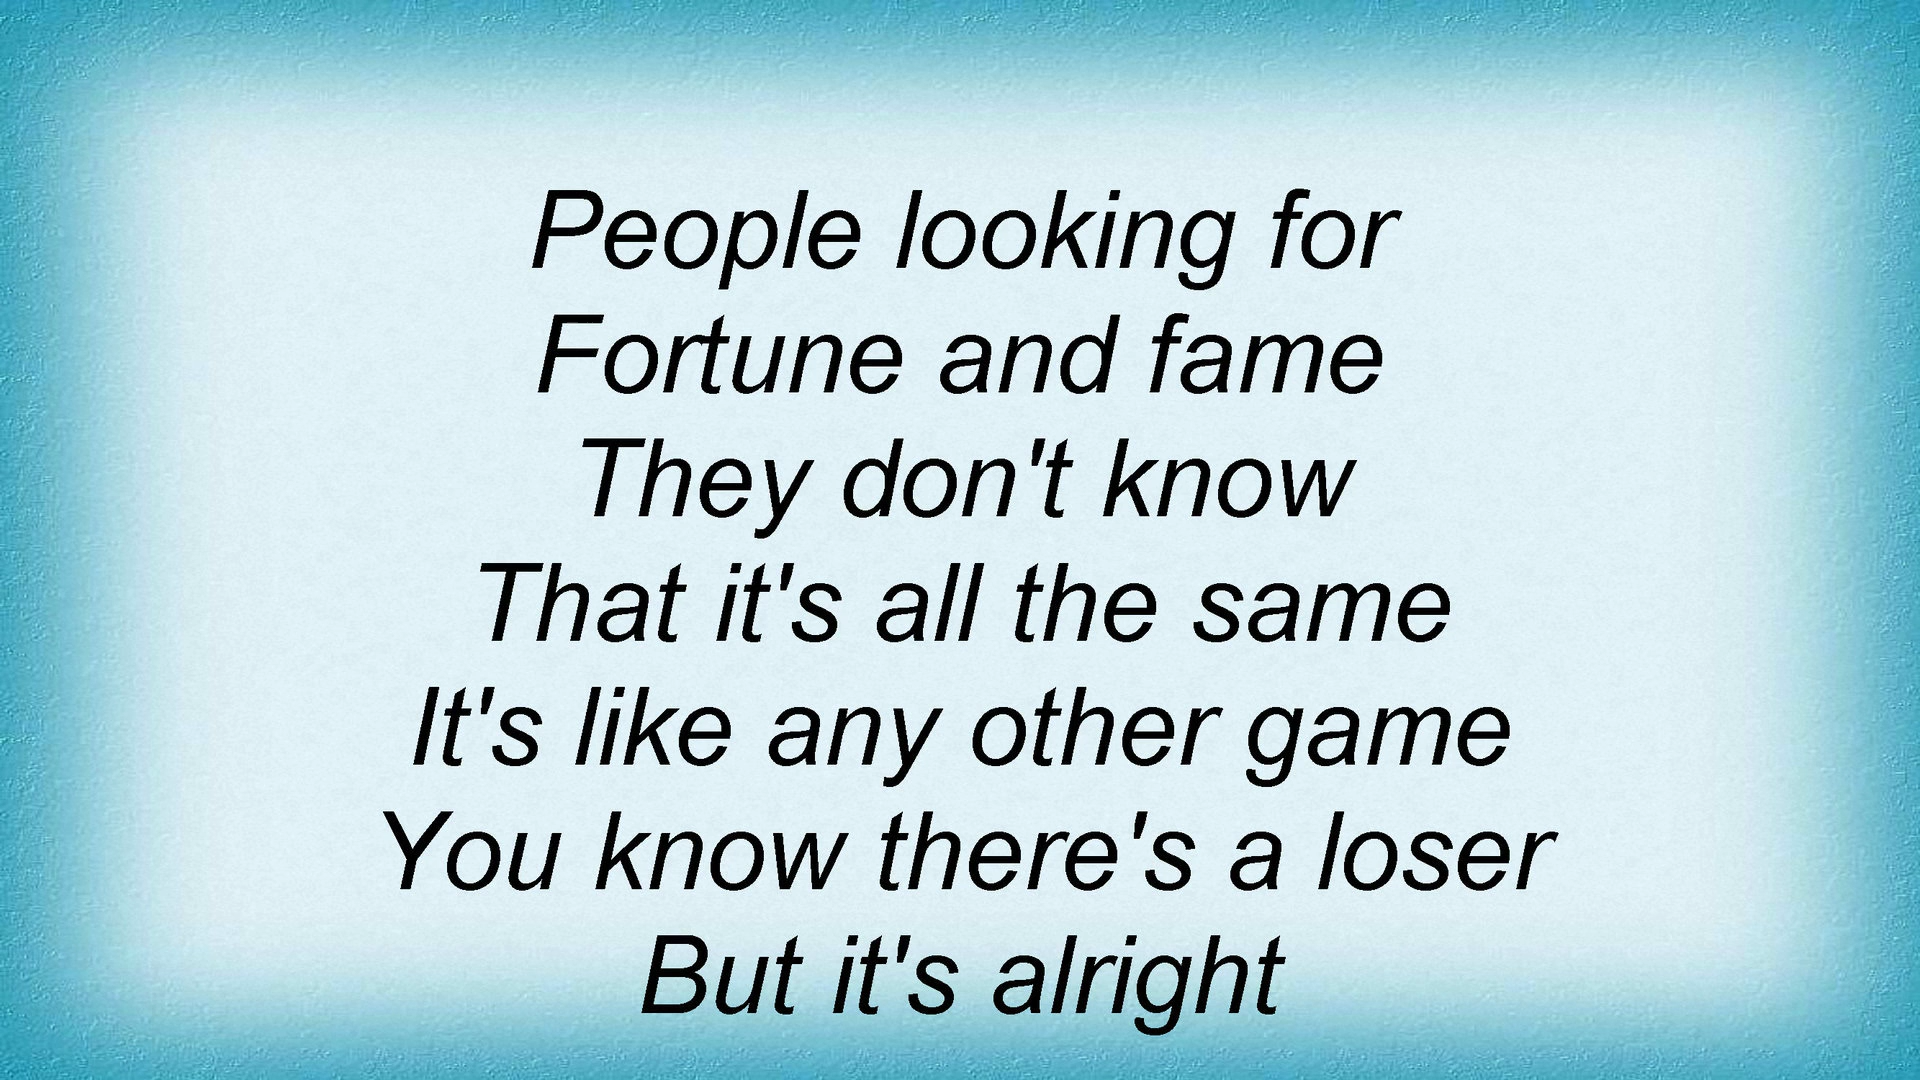 People looking for
Fortune and fame
They don't know
That it's all the same
It's like any other game
You know there's a loser
But it's alright